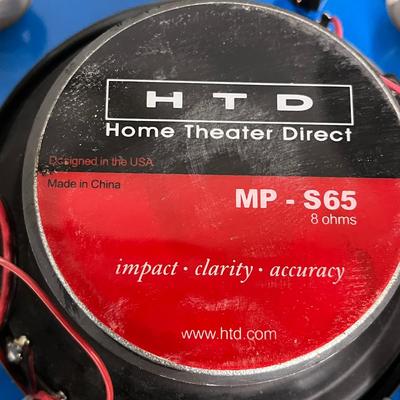 HTD
Home Theater Direct
Designed in the USA
Made in China
MP - S65
8 ohms
impact · clarity · accuracy
www.htd.com